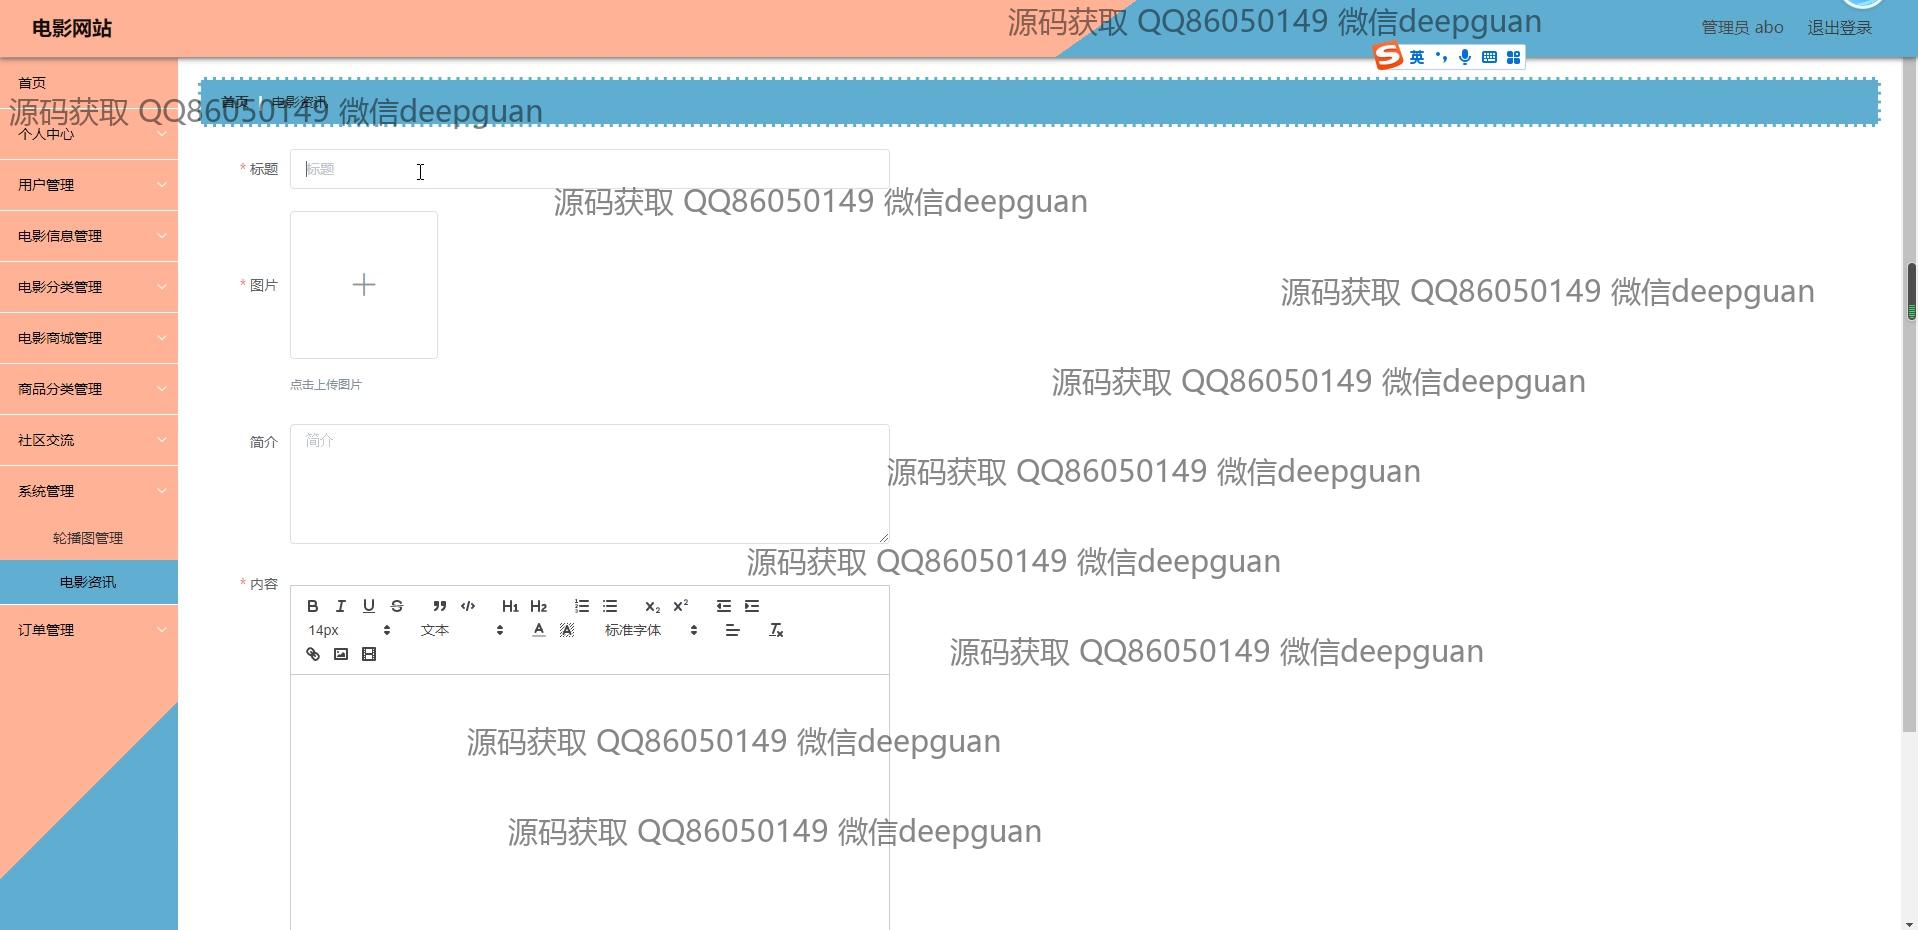 电影网站
源码获取 QQ86050149 微信deepguan
管理员 abo
退出登录
英
首页
源码获取 QQ86050149 微信deepguan
首页
电影资讯
个人中心
* 标题
标题
用户管理
源码获取 QQ86050149 微信deepguan
电影信息管理
* 图片
电影分类管理
源码获取 QQ86050149 微信deepguan
电影商城管理
点击上传图片
源码获取 QQ86050149 微信deepguan
商品分类管理
社区交流
简介
简介
源码获取 QQ86050149 微信deepguan
系统管理
轮播图管理
源码获取 QQ86050149 微信deepguan
电影资讯
* 内容
B I U S H1 H2 X2 X2
14px 文本 A A 标准字体 Tx
订单管理
源码获取 QQ86050149 微信deepguan
源码获取 QQ86050149 微信deepguan
源码获取 QQ86050149 微信deepguan